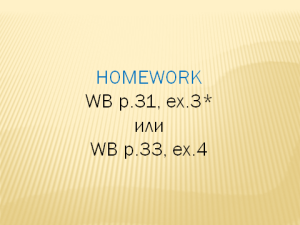 HOMEWORK
WB p.31, ex.3*
или
WB p.33, ex.4